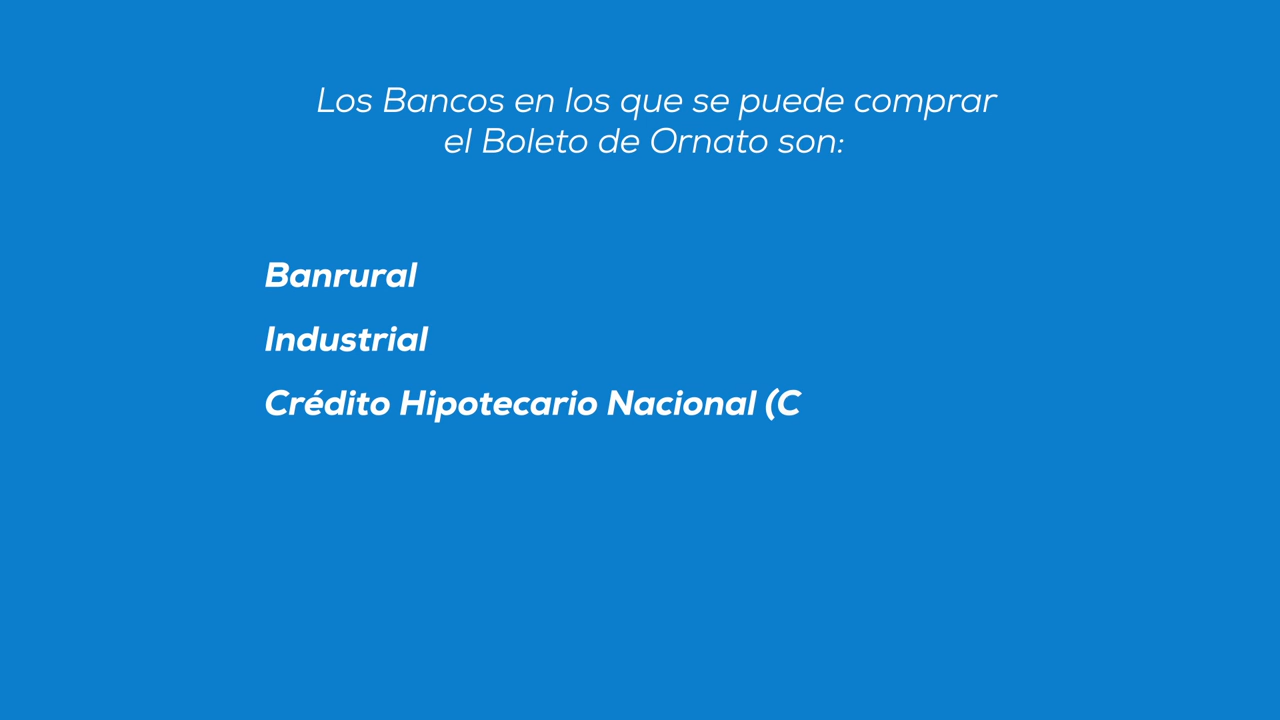 Los Bancos en los que se puede comprar
el Boleto de Ornato son:
Banrural
Industrial
Crédito Hipotecario Nacional (C